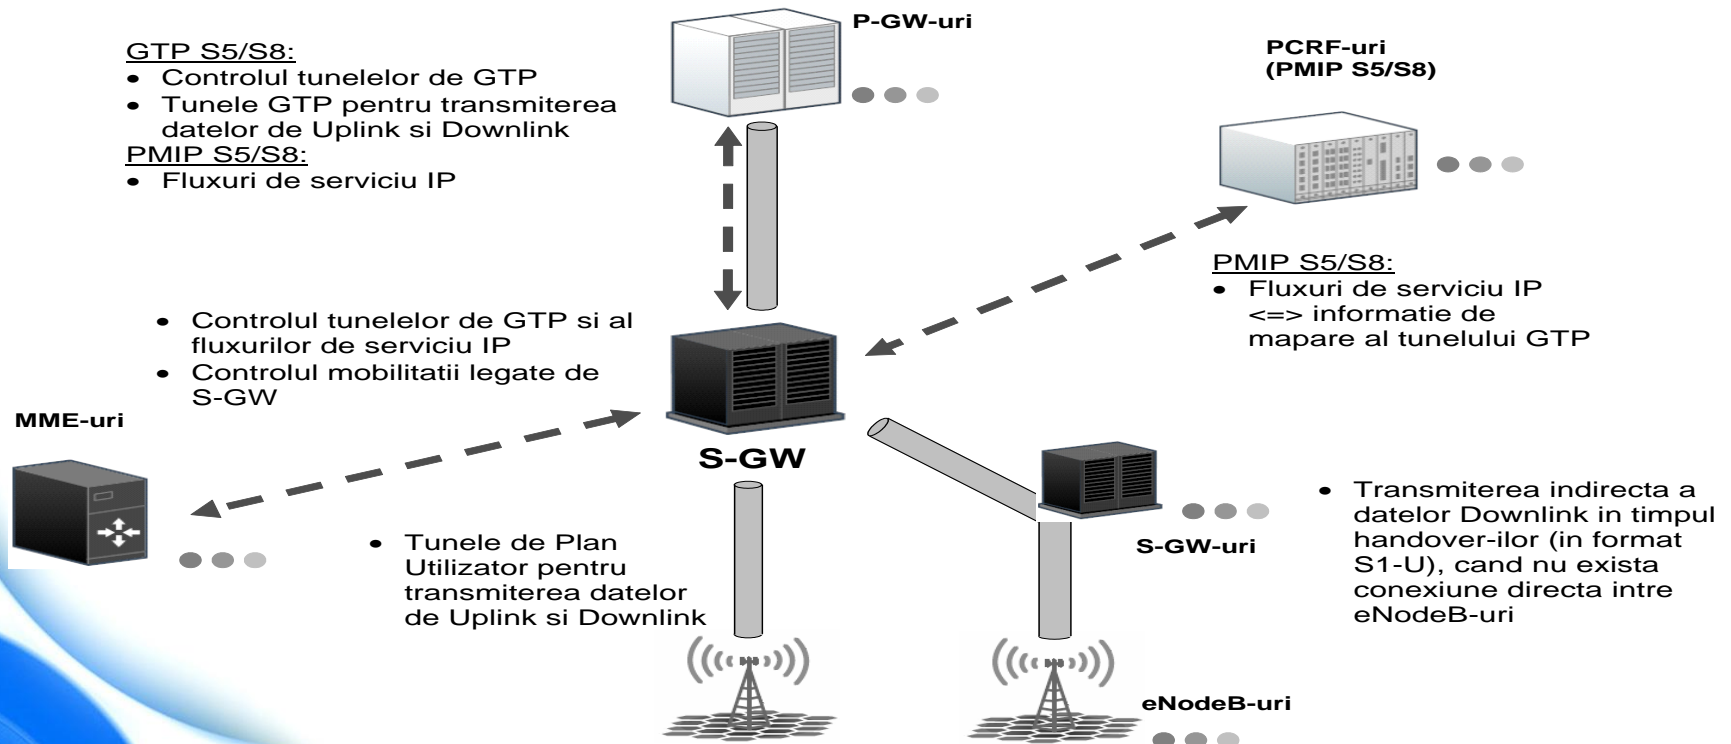 P-GW-uri
GTP S5/S8:
• Controlul tunelelor de GTP
• Tunele GTP pentru transmiterea
datelor de Uplink si Downlink
PMIP S5/S8:
• Fluxuri de serviciu IP
PCRF-uri
(PMIP S5/S8)
PMIP S5/S8:
• Fluxuri de serviciu IP
<=> informatie de
mapare al tunelului GTP
• Controlul tunelelor de GTP si al
fluxurilor de serviciu IP
• Controlul mobilitatii legate de
S-GW
MME-uri
S-GW
• Tunele de Plan
Utilizator pentru
transmiterea datelor
de Uplink si Downlink
S-GW-uri
• Transmiterea indirecta a
datelor Downlink in timpul
handover-ilor (in format
S1-U), cand nu exista
conexiune directa intre
eNodeB-uri
eNodeB-uri